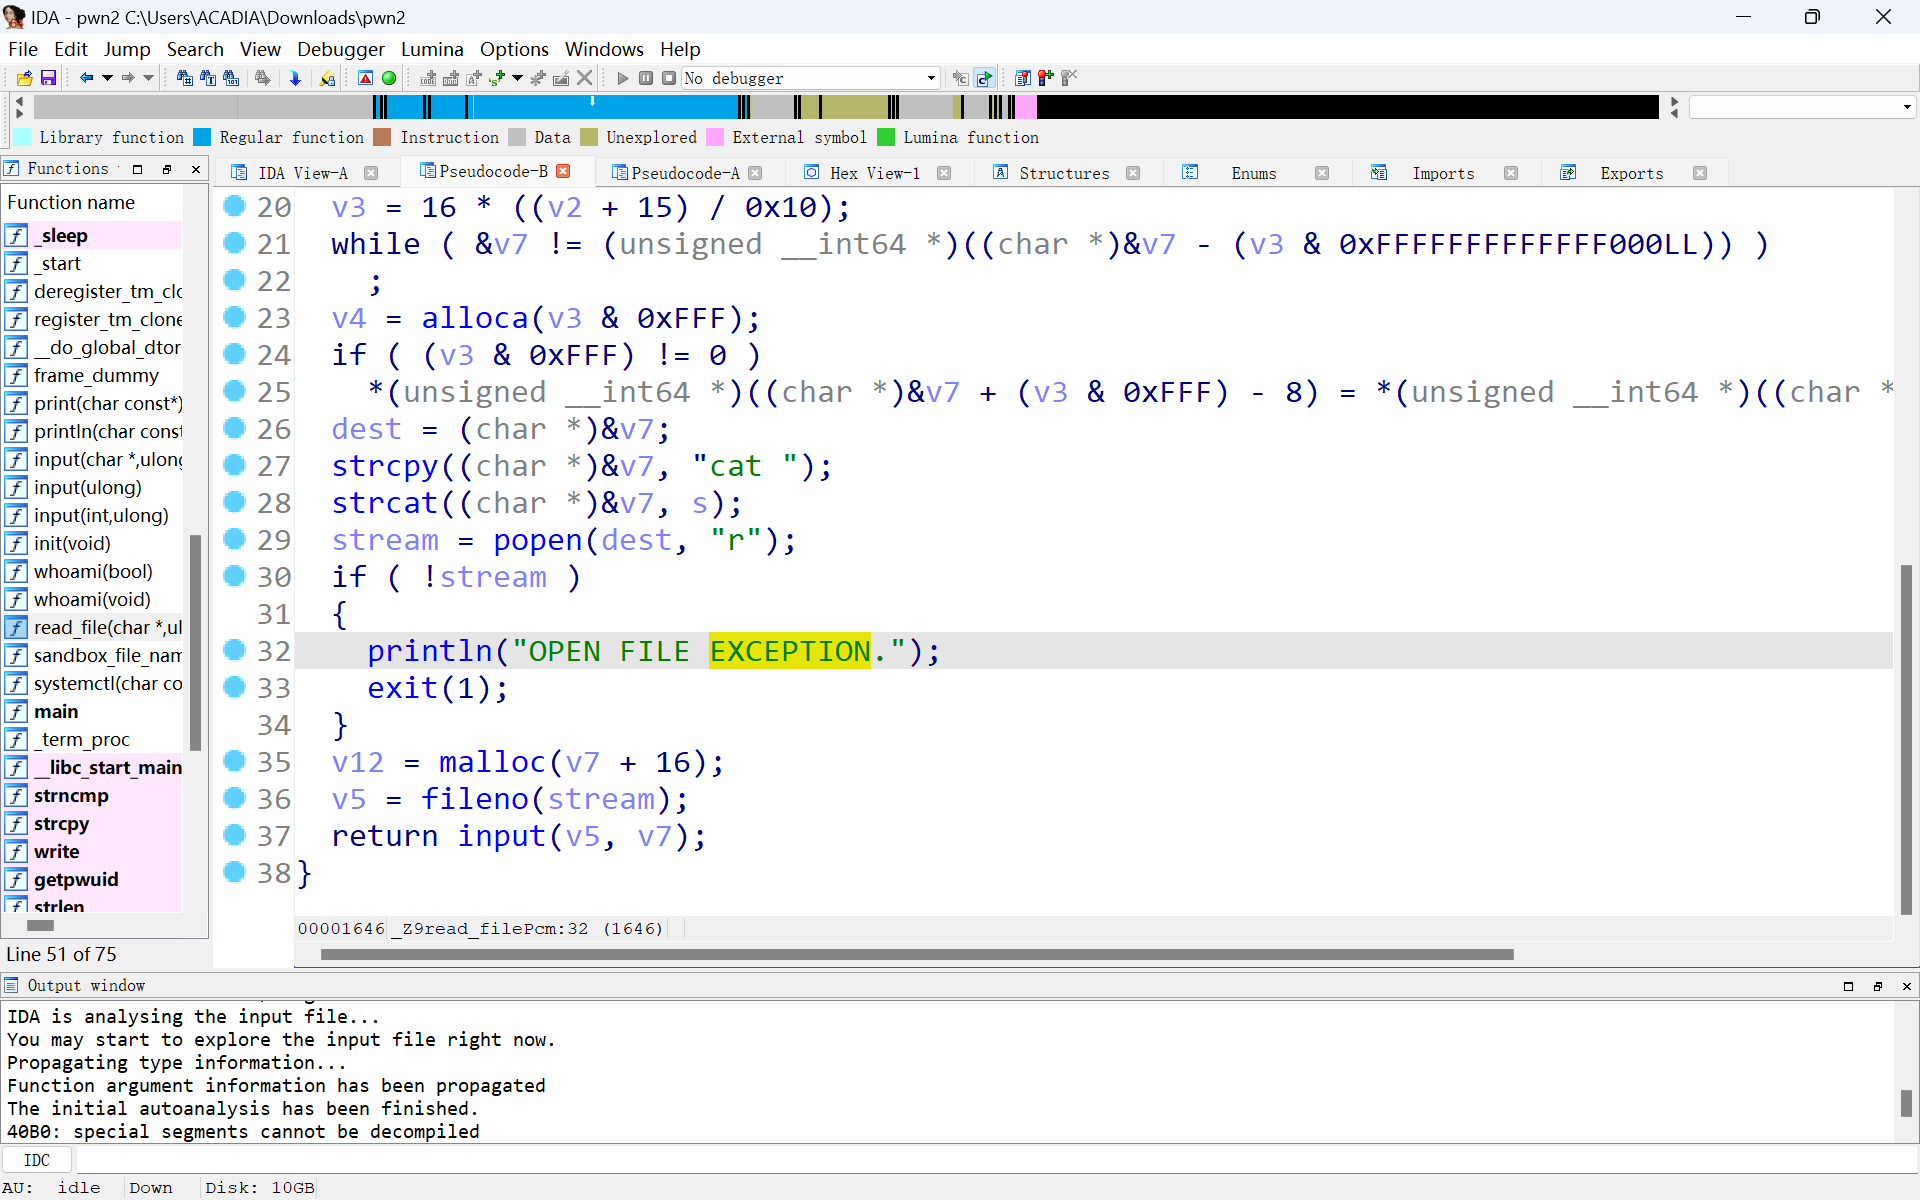 IDA - pwn2 C:\Users\ACADIA\Downloads\pwn2
File Edit Jump Search View Debugger Lumina Options Windows Help
No debugger
Library function Regular function Instruction Data Unexplored External symbol Lumina function
Functions
IDA View-A Pseudocode-B Pseudocode-A Hex View-1 Structures Enums Imports Exports
Function name
_sleep
_start
deregister_tm_clo
register_tm_clone
__do_global_dtor
frame_dummy
print(char const*)
println(char const
input(char *,ulong
input(ulong)
input(int,ulong)
init(void)
whoami(bool)
whoami(void)
read_file(char *,ul
sandbox_file_nam
systemctl(char co
main
_term_proc
__libc_start_main
strncmp
strcpy
write
getpwuid
strlen
Line 51 of 75
20 v3 = 16 * ((v2 + 15) / 0x10);
21 while ( &v7 != (unsigned __int64 *)((char *)&v7 - (v3 & 0xFFFFFFFFFFFFF000LL)) )
22 ;
23 v4 = alloca(v3 & 0xFFF);
24 if ( (v3 & 0xFFF) != 0 )
25 *(unsigned __int64 *)((char *)&v7 + (v3 & 0xFFF) - 8) = *(unsigned __int64 *)((char *
26 dest = (char *)&v7;
27 strcpy((char *)&v7, "cat ");
28 strcat((char *)&v7, s);
29 stream = popen(dest, "r");
30 if ( !stream )
31 {
32 println("OPEN FILE EXCEPTION.");
33 exit(1);
34 }
35 v12 = malloc(v7 + 16);
36 v5 = fileno(stream);
37 return input(v5, v7);
38 }
00001646 _Z9read_filePcm:32 (1646)
Output window
IDA is analysing the input file...
You may start to explore the input file right now.
Propagating type information...
Function argument information has been propagated
The initial autoanalysis has been finished.
40B0: special segments cannot be decompiled
IDC
AU: idle Down Disk: 10GB